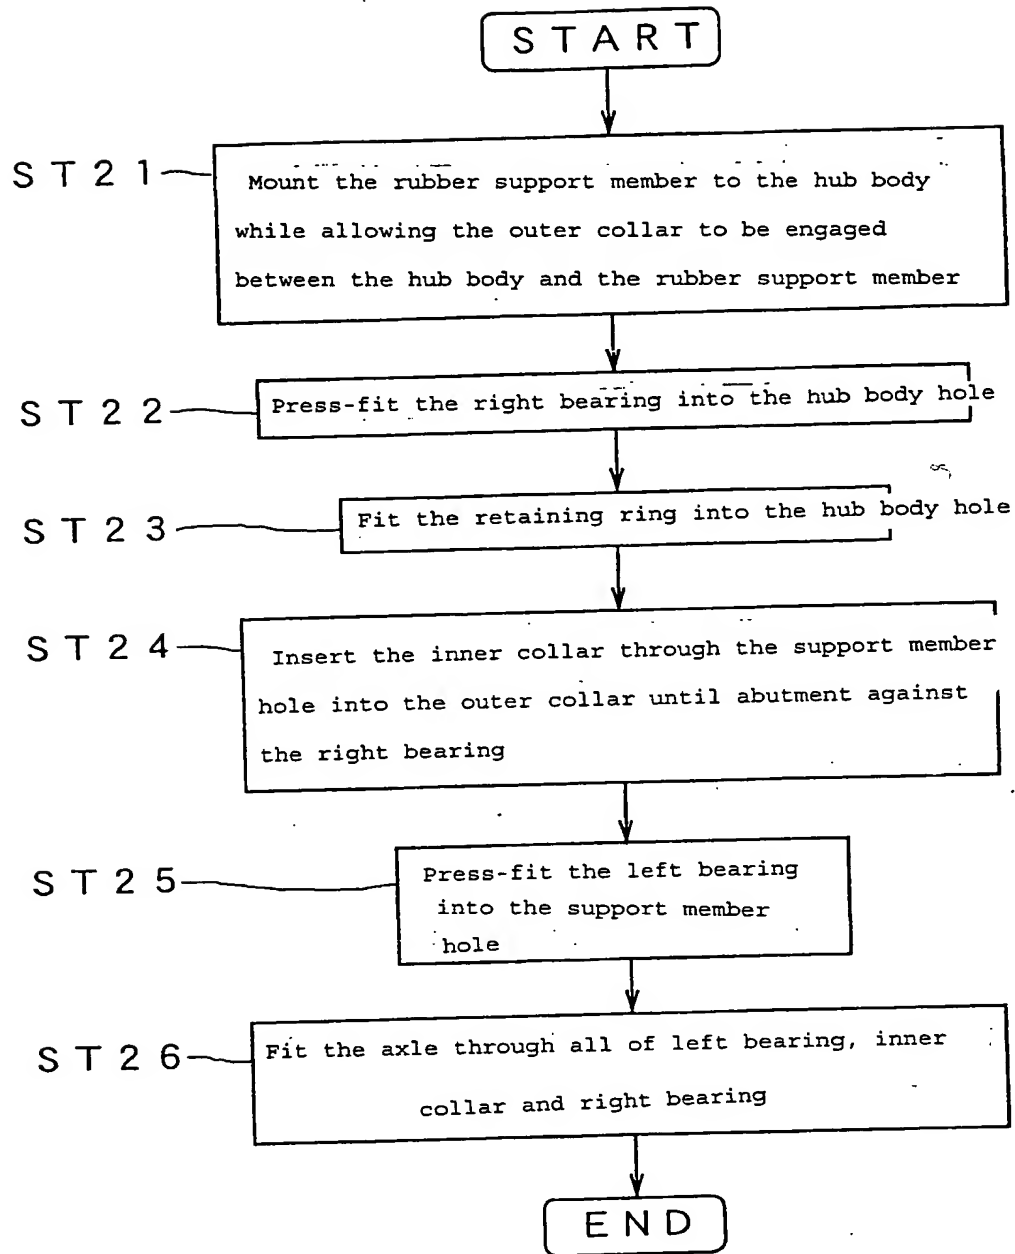 START
ST21
Mount the rubber support member to the hub body
while allowing the outer collar to be engaged
between the hub body and the rubber support member
ST22
Press-fit the right bearing into the hub body hole
ST23
Fit the retaining ring into the hub body hole
ST24
Insert the inner collar through the support member
hole into the outer collar until abutment against
the right bearing
ST25
Press-fit the left bearing
into the support member
hole
ST26
Fit the axle through all of left bearing, inner
collar and right bearing
END